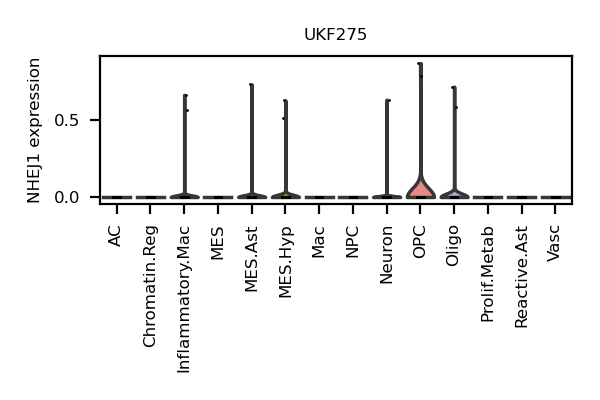 UKF275
NHEJ1 expression
0.5
0.0
AC
Chromatin.Reg
Inflammatory.Mac
MES
MES.Ast
MES.Hyp
Mac
NPC
Neuron
OPC
Oligo
Prolif.Metab
Reactive.Ast
Vasc